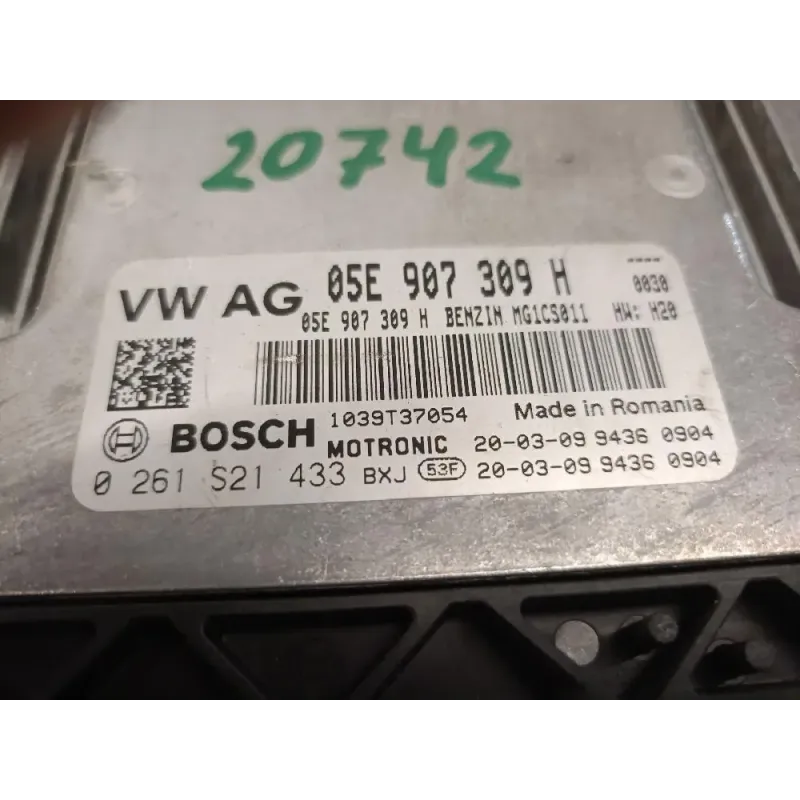 20742
VW AG 05E 907 309 H ---- 0030
05E 907 309 H BENZIN MG1CS011 HW: H20
1039T37054 Made in Romania
BOSCH MOTRONIC 20-03-09 9436 0904
0 261 S21 433 BXJ 53F 20-03-09 9436 0904